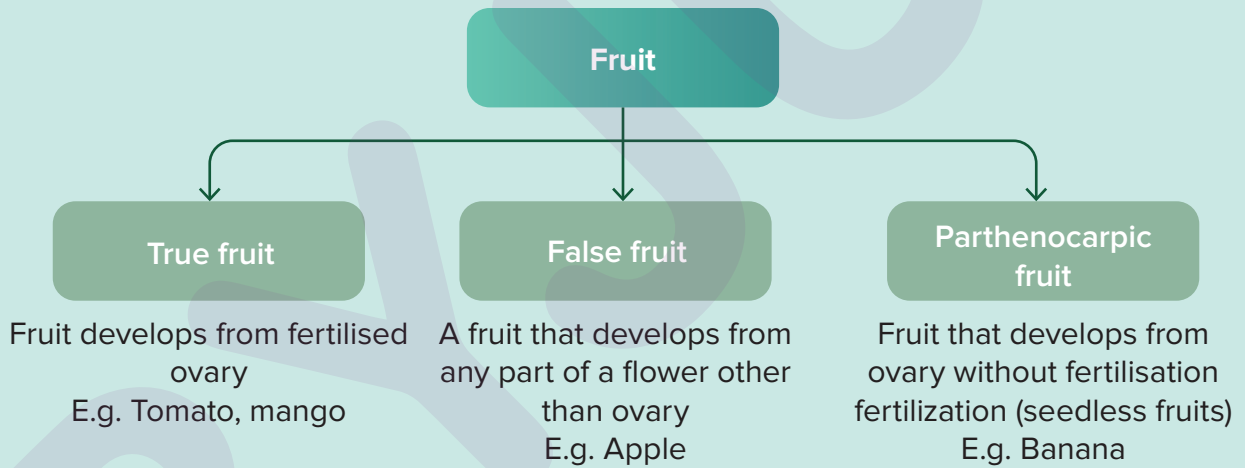 Fruit
True fruit
Fruit develops from fertilised
ovary
E.g. Tomato, mango
False fruit
A fruit that develops from
any part of a flower other
than ovary
E.g. Apple
Parthenocarpic
fruit
Fruit that develops from
ovary without fertilisation
fertilization (seedless fruits)
E.g. Banana